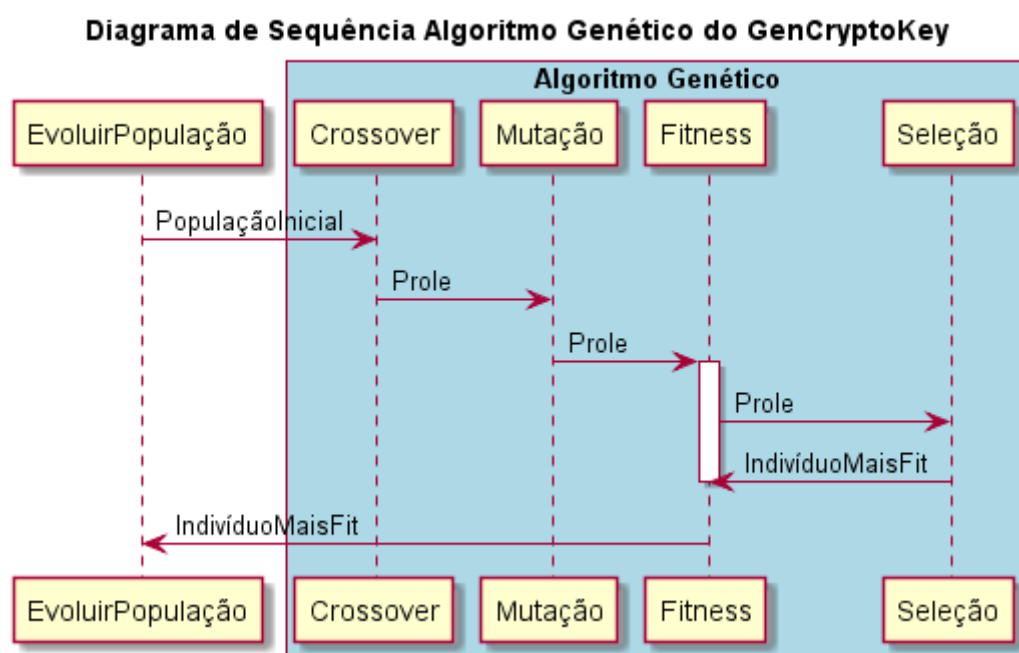 Diagrama de Sequência Algoritmo Genético do GenCryptoKey
Algoritmo Genético
EvoluirPopulação
Crossover
Mutação
Fitness
Seleção
PopulaçãoInicial
Prole
Prole
Prole
IndivíduoMaisFit
IndivíduoMaisFit
EvoluirPopulação
Crossover
Mutação
Fitness
Seleção